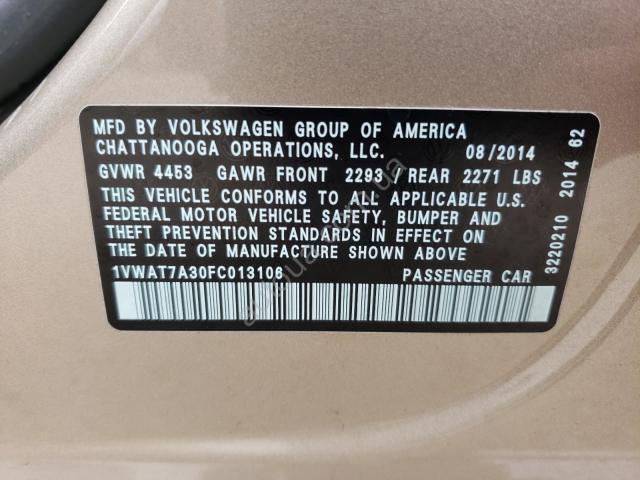 MFD BY VOLKSWAGEN GROUP OF AMERICA
CHATTANOOGA OPERATIONS, LLC. 08/2014
GVWR 4453 GAWR FRONT 2293 / REAR 2271 LBS
THIS VEHICLE CONFORMS TO ALL APPLICABLE U.S.
FEDERAL MOTOR VEHICLE SAFETY, BUMPER AND
THEFT PREVENTION STANDARDS IN EFFECT ON
THE DATE OF MANUFACTURE SHOWN ABOVE
1VWAT7A30FC013106 PASSENGER CAR
3220210 2014 62